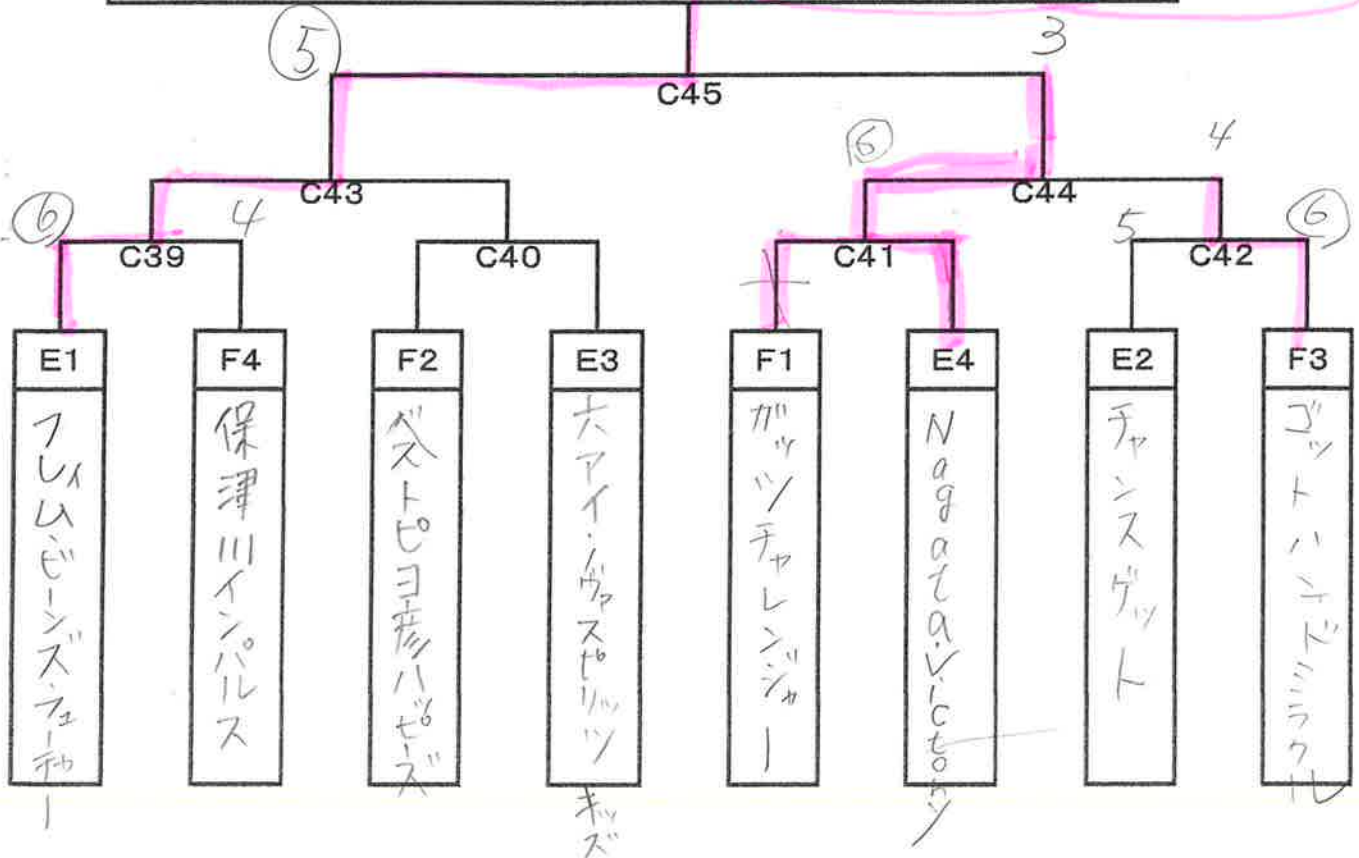 ⑤
3
C45
⑥
4
C43
C44
⑥
4
5
⑥
C39
C40
C41
C42
E1
F4
F2
E3
F1
E4
E2
F3
フレイム・ビーンズ・フューチャー
保津川インパルス
ベストピヨ彦ハッピーズ
大アイ・ヴァスピリッツキッズ
ガッツチャレンジャー
Nagata.Victory
チャンスゲット
ゴットハンドミラクル